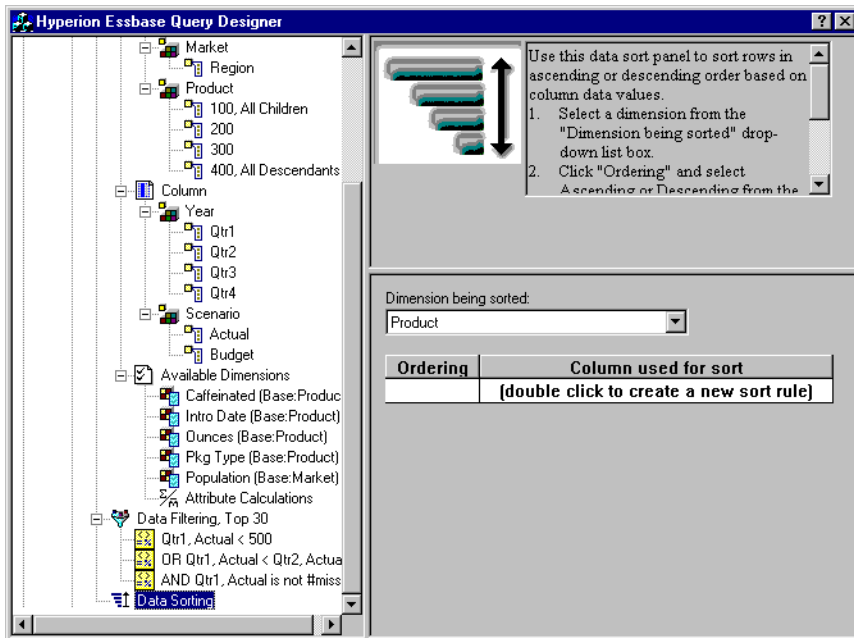 Hyperion Essbase Query Designer
Market
Region
Product
100, All Children
200
300
400, All Descendants
Column
Year
Qtr1
Qtr2
Qtr3
Qtr4
Scenario
Actual
Budget
Available Dimensions
Caffeinated (Base:Produc
Intro Date (Base:Product)
Ounces (Base:Product)
Pkg Type (Base:Product)
Population (Base:Market)
Attribute Calculations
Data Filtering, Top 30
Qtr1, Actual < 500
OR Qtr1, Actual < Qtr2, Actua
AND Qtr1, Actual is not #miss
Data Sorting
Use this data sort panel to sort rows in
ascending or descending order based on
column data values.
1. Select a dimension from the
"Dimension being sorted" drop-
down list box.
2. Click "Ordering" and select
Ascending or Descending from the
Dimension being sorted:
Product
Ordering Column used for sort
(double click to create a new sort rule)